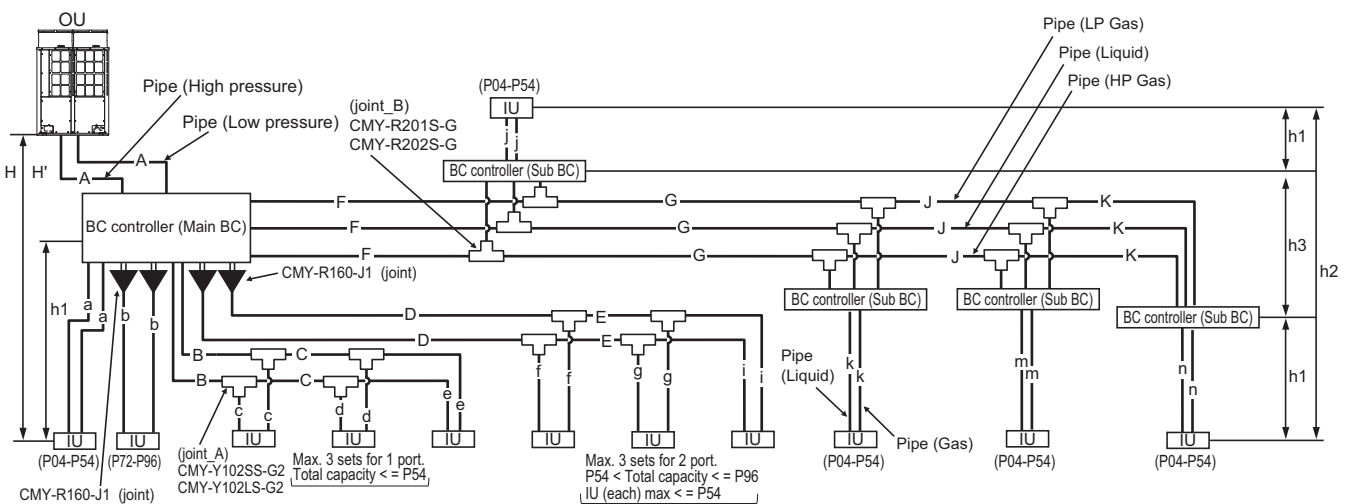 OU
Pipe (High pressure)
Pipe (Low pressure)
H
H'
A
A
BC controller (Main BC)
h1
a
a
b
b
CMY-R160-J1 (joint)
(joint_B)
CMY-R201S-G
CMY-R202S-G
(P04-P54)
IU
j
j
BC controller (Sub BC)
Pipe (LP Gas)
Pipe (Liquid)
Pipe (HP Gas)
F
G
J
K
F
G
J
K
F
G
J
K
h1
h3
h2
h1
BC controller (Sub BC)
BC controller (Sub BC)
BC controller (Sub BC)
D
E
D
E
B
C
B
C
c
c
d
d
e
e
f
f
g
g
i
i
Pipe
(Liquid)
k
k
Pipe (Gas)
m
m
n
n
IU
IU
IU
IU
IU
IU
IU
IU
IU
IU
IU
(P04-P54)
(P72-P96)
(joint_A)
CMY-Y102SS-G2
CMY-Y102LS-G2
Max. 3 sets for 1 port.
Total capacity < = P54
Max. 3 sets for 2 port.
P54 < Total capacity < = P96
IU (each) max < = P54
(P04-P54)
(P04-P54)
(P04-P54)
CMY-R160-J1 (joint)